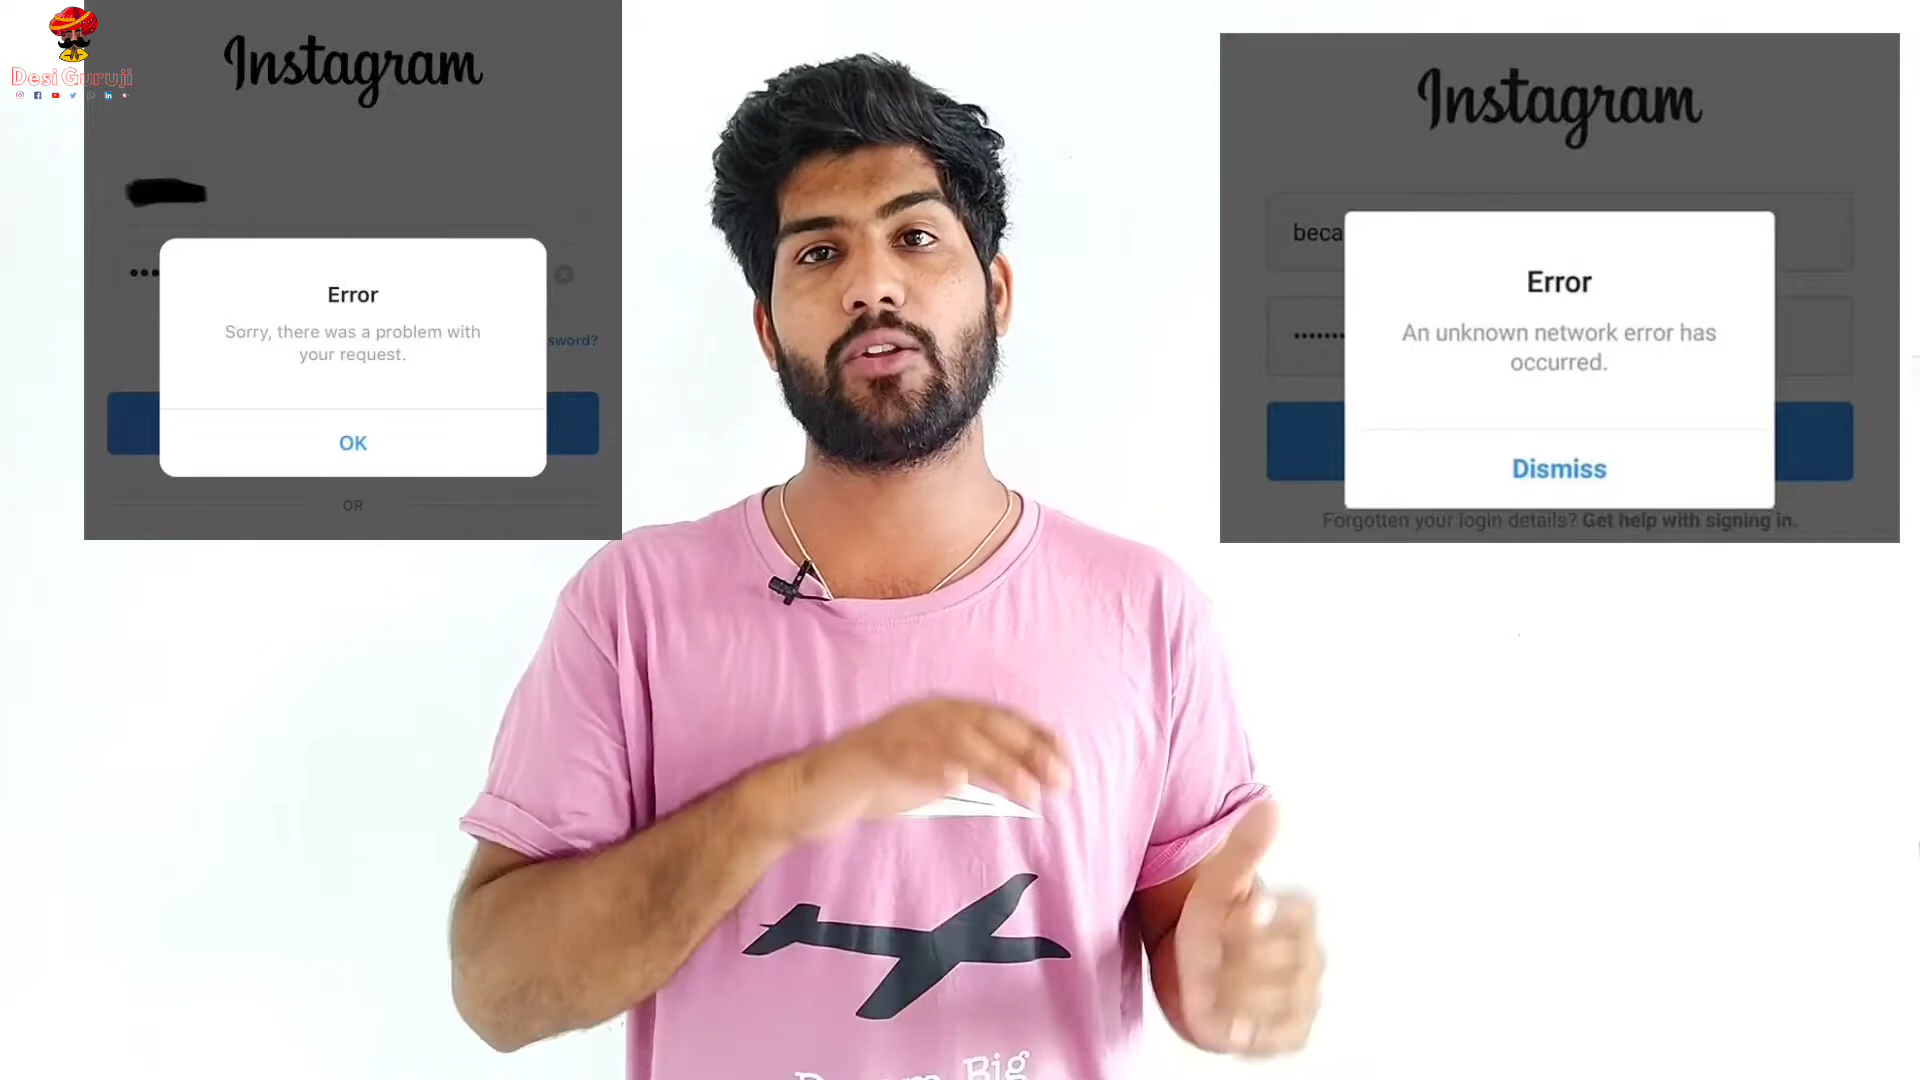 Desi Guruji
Instagram
Error
Sorry, there was a problem with
your request.
sword?
OK
OR
Instagram
beca
Error
An unknown network error has
occurred.
Dismiss
Forgotten your login details? Get help with signing in.
Big